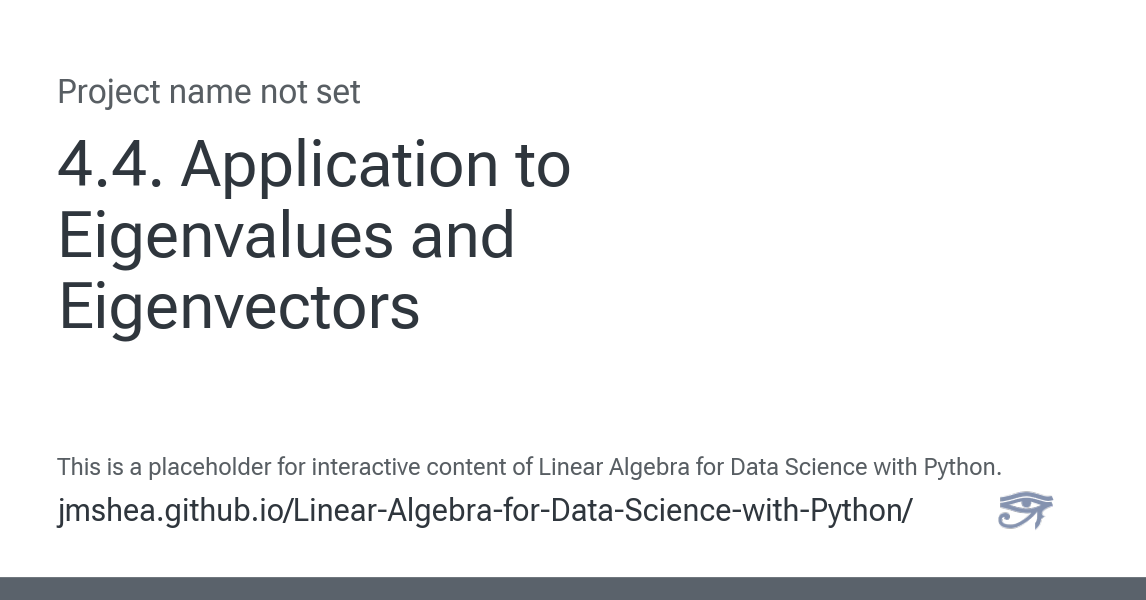 Project name not set
4.4. Application to
Eigenvalues and
Eigenvectors
This is a placeholder for interactive content of Linear Algebra for Data Science with Python.
jmshea.github.io/Linear-Algebra-for-Data-Science-with-Python/